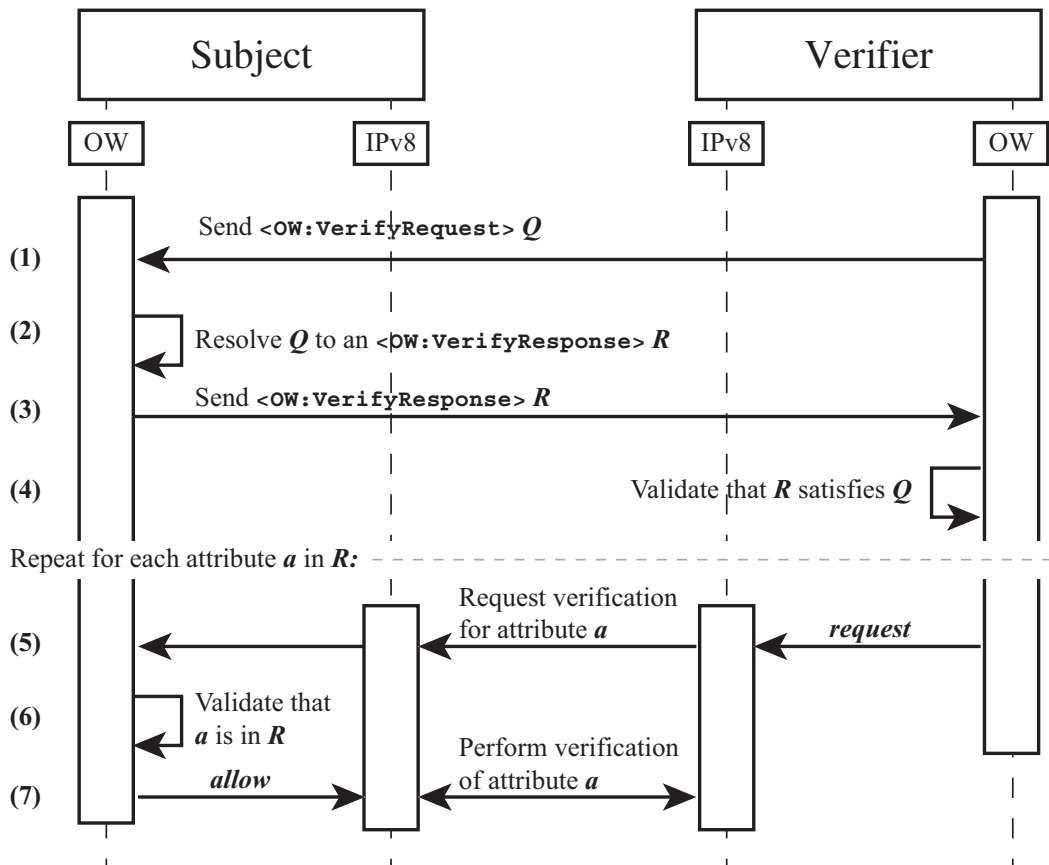 Subject
Verifier
OW
IPv8
IPv8
OW
Send <OW:VerifyRequest> Q
(1)
(2)
Resolve Q to an <OW:VerifyResponse> R
(3)
Send <OW:VerifyResponse> R
(4)
Validate that R satisfies Q
Repeat for each attribute a in R:
Request verification
for attribute a
request
(5)
(6)
Validate that
a is in R
Perform verification
of attribute a
allow
(7)